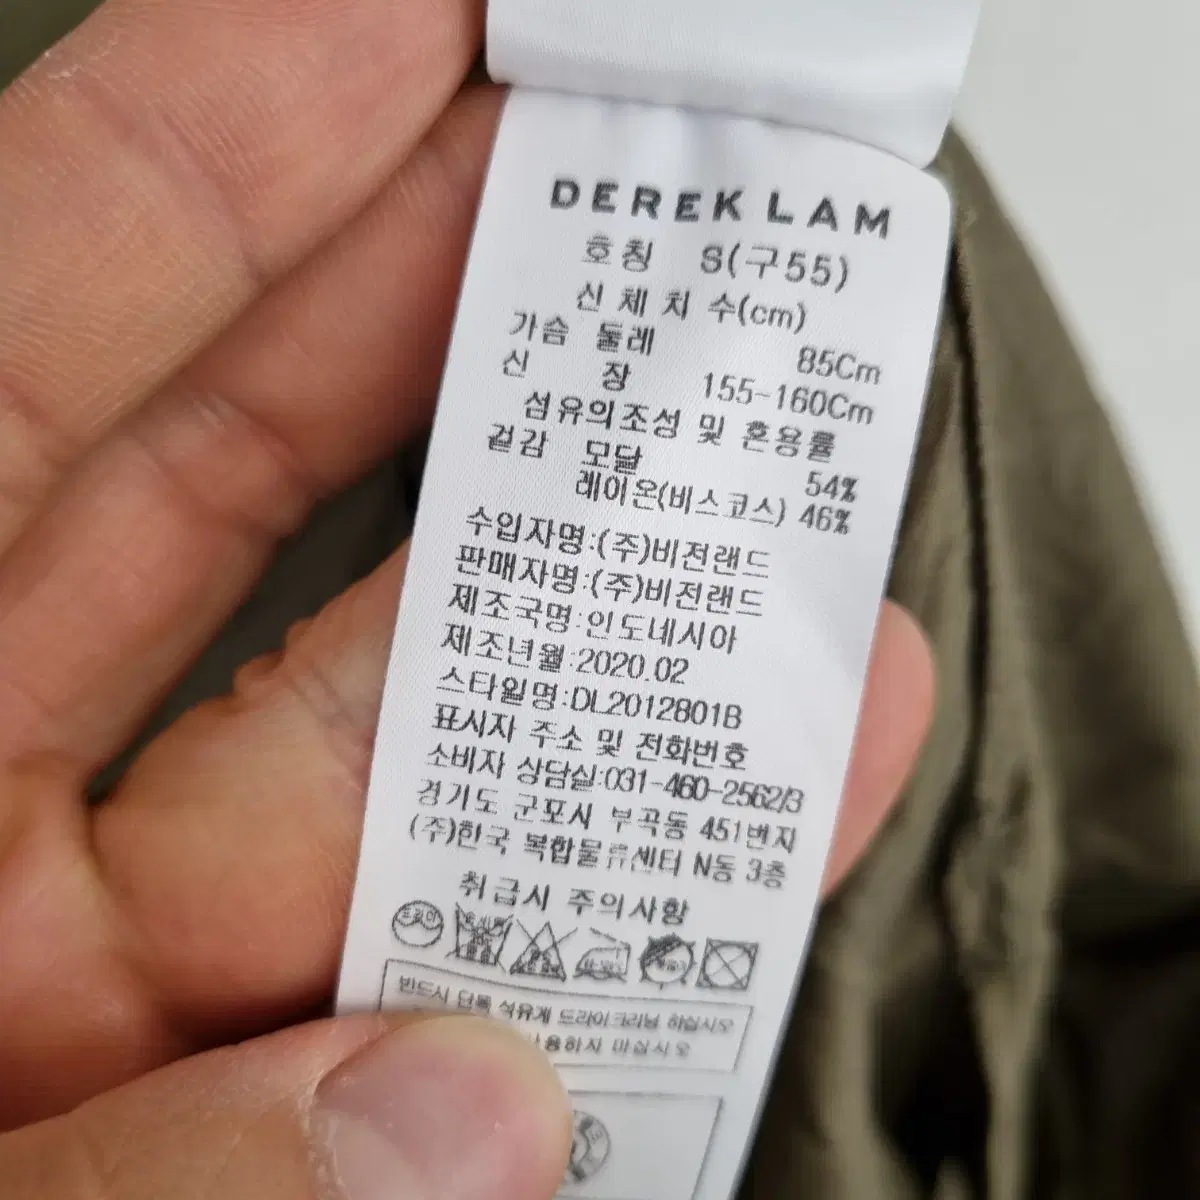 DEREK LAM
호칭 S(구55)
신체치수(cm)
가슴 둘레 85Cm
신 장 155-160Cm
섬유의조성 및 혼용률
겉감 모달 54%
레이온(비스코스) 46%
수입자명:(주)비전랜드
판매자명:(주)비전랜드
제조국명:인도네시아
제조년월:2020.02
스타일명:DL2012801B
표시자 주소 및 전화번호
소비자 상담실:031-460-2562/3
경기도 군포시 부곡동 451번지
(주)한국 복합물류센터 N동 3층
취급시 주의사항
반드시 단독 석유계 드라이크리닝 하십시오
사용하지 마십시오